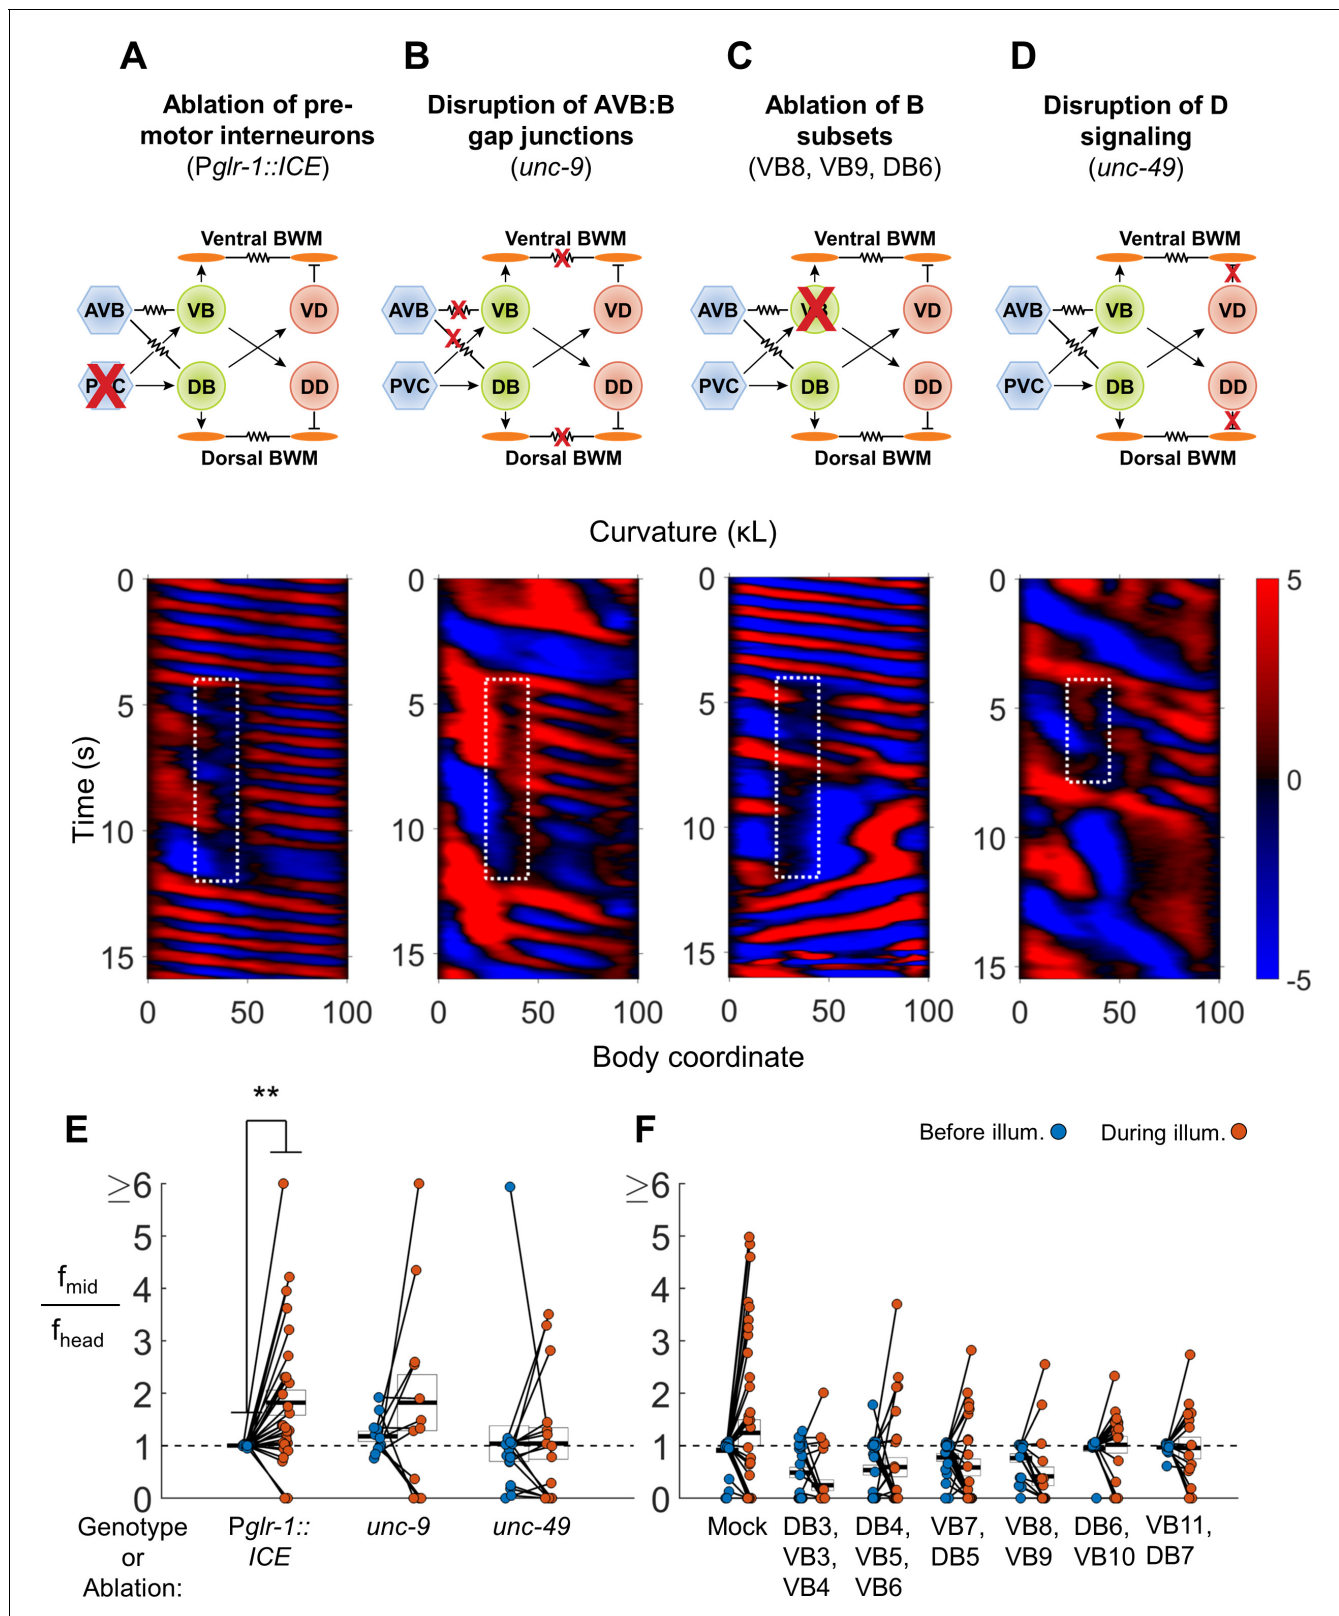 A
B
C
D
Ablation of pre-
motor interneurons
(Pglr-1::ICE)
Disruption of AVB:B
gap junctions
(unc-9)
Ablation of B
subsets
(VB8, VB9, DB6)
Disruption of D
signaling
(unc-49)
Ventral BWM
AVB
VB
VD
DB
DD
Dorsal BWM
Ventral BWM
X
AVB
X
VB
VD
X
PVC
DB
DD
X
Dorsal BWM
Ventral BWM
AVB
X
VD
PVC
DB
DD
Dorsal BWM
Ventral BWM
X
AVB
VB
VD
PVC
DB
DD
X
Dorsal BWM
Curvature (κL)
Time (s)
0
5
10
15
0 50 100
0
5
10
15
0 50 100
0
5
10
15
0 50 100
0
5
10
15
0 50 100
5
0
-5
Body coordinate
E
**
≥6
5
4
3
2
1
0
fmid
fhead
Genotype
or
Ablation:
Pglr-1::
ICE
unc-9
unc-49
F
Before illum.
During illum.
≥6
5
4
3
2
1
0
Mock
DB3,
VB3,
VB4
DB4,
VB5,
VB6
VB7,
DB5
VB8,
VB9
DB6,
VB10
VB11,
DB7